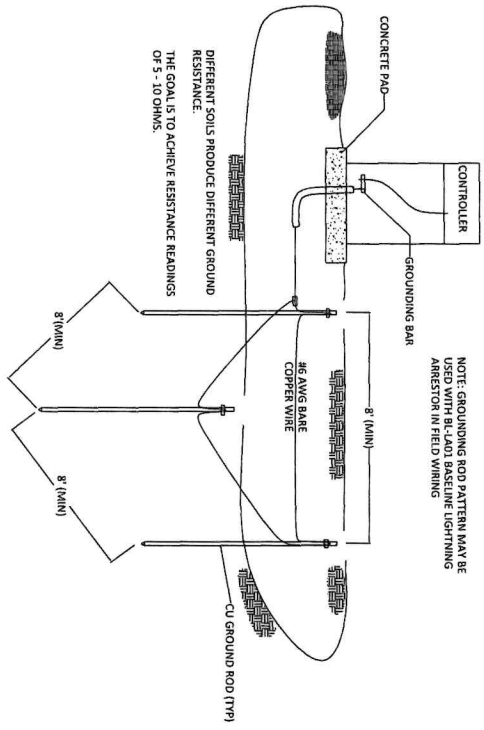 NOTE: GROUNDING ROD PATTERN MAY BE
USED WITH BL-LA01 BASELINE LIGHTNING
ARRESTOR IN FIELD WIRING
CONTROLLER
GROUNDING BAR
CONCRETE PAD
8' (MIN)
#6 AWG BARE
COPPER WIRE
DIFFERENT SOILS PRODUCE DIFFERENT GROUND
RESISTANCE.
THE GOAL IS TO ACHIEVE RESISTANCE READINGS
OF 5 - 10 OHMS.
CU GROUND ROD (TYP)
8'(MIN)
8' (MIN)